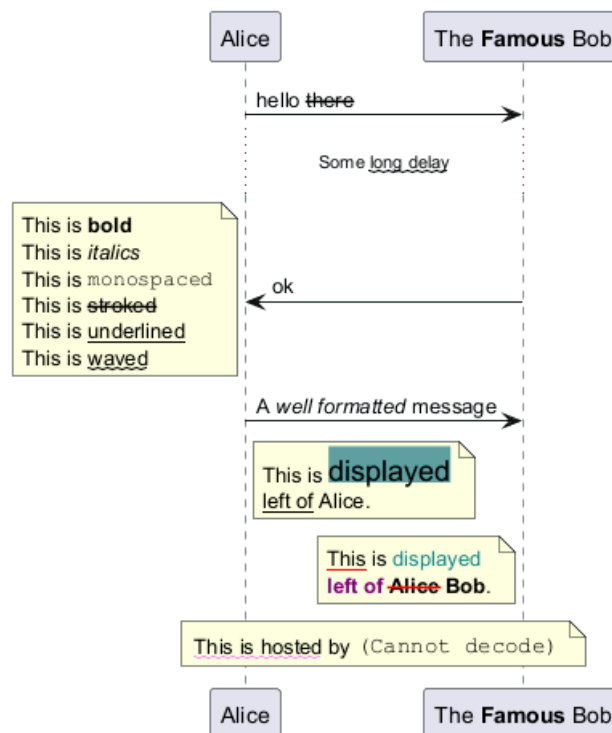 Alice
The Famous Bob
hello there
Some long delay
This is bold
This is italics
This is monospaced
This is stroked
This is underlined
This is waved
ok
A well formatted message
This is displayed
left of Alice.
This is displayed
left of Alice Bob.
This is hosted by (Cannot decode)
Alice
The Famous Bob